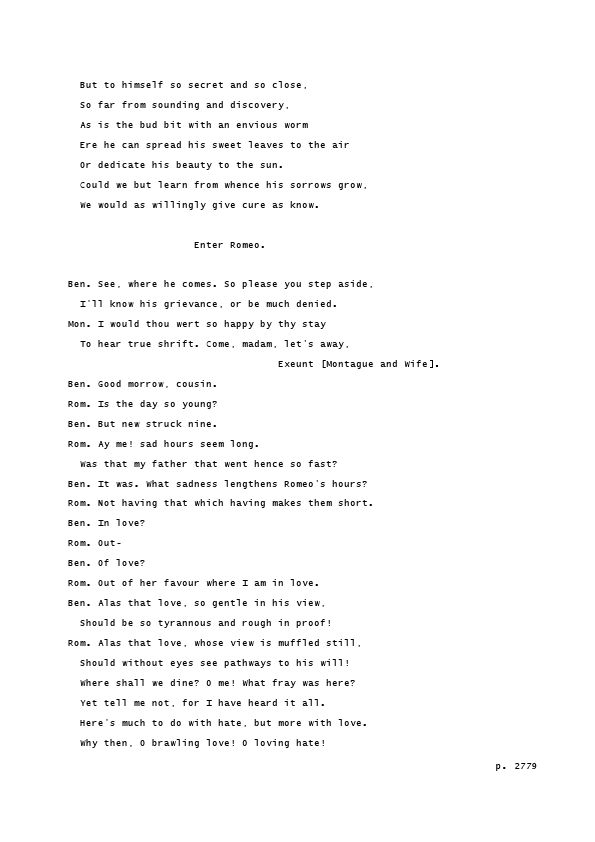 But to himself so secret and so close,
So far from sounding and discovery,
As is the bud bit with an envious worm
Ere he can spread his sweet leaves to the air
Or dedicate his beauty to the sun.
Could we but learn from whence his sorrows grow,
We would as willingly give cure as know.
Enter Romeo.
Ben. See, where he comes. So please you step aside,
I'll know his grievance, or be much denied.
Mon. I would thou wert so happy by thy stay
To hear true shrift. Come, madam, let's away,
Exeunt [Montague and Wife].
Ben. Good morrow, cousin.
Rom. Is the day so young?
Ben. But new struck nine.
Rom. Ay me! sad hours seem long.
Was that my father that went hence so fast?
Ben. It was. What sadness lengthens Romeo's hours?
Rom. Not having that which having makes them short.
Ben. In love?
Rom. Out-
Ben. Of love?
Rom. Out of her favour where I am in love.
Ben. Alas that love, so gentle in his view,
Should be so tyrannous and rough in proof!
Rom. Alas that love, whose view is muffled still,
Should without eyes see pathways to his will!
Where shall we dine? O me! What fray was here?
Yet tell me not, for I have heard it all.
Here's much to do with hate, but more with love.
Why then, O brawling love! O loving hate!
p. 2779